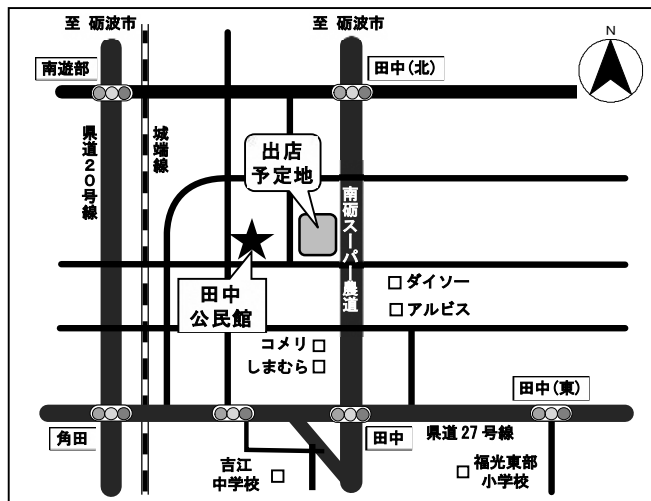 至 砺波市
至 砺波市
N
南遊部
田中(北)
県道20号線
城端線
出店
予定地
南砺スーパー農道
田中
公民館
ダイソー
アルビス
コメリ
しまむら
田中(東)
角田
田中
県道27号線
吉江
中学校
福光東部
小学校